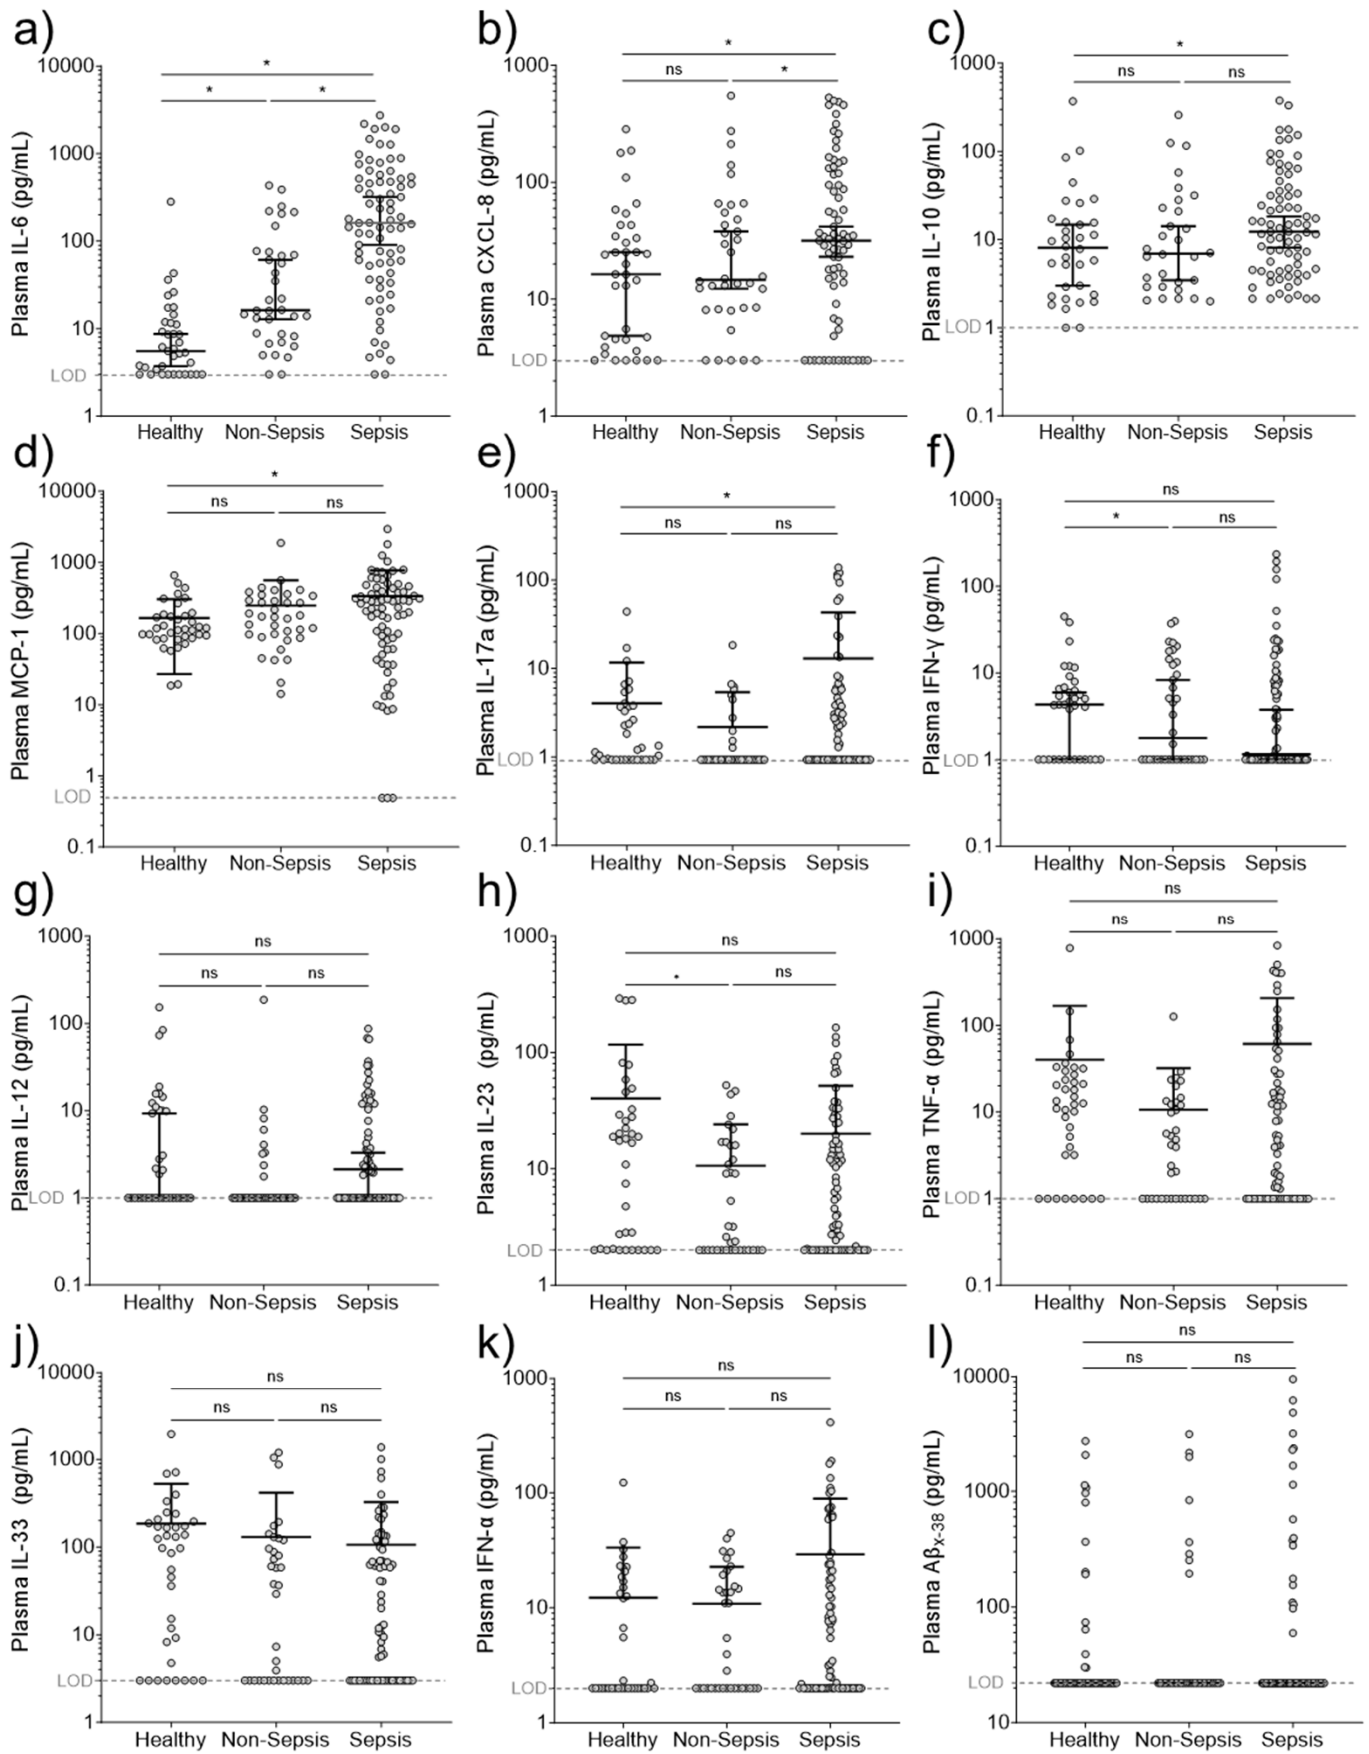 a)
Plasma IL-6 (pg/mL)
10000
1000
100
10
LOD
1
*
*
*
Healthy Non-Sepsis Sepsis
b)
Plasma CXCL-8 (pg/mL)
1000
100
10
LOD
1
*
ns
*
Healthy Non-Sepsis Sepsis
c)
Plasma IL-10 (pg/mL)
1000
100
10
LOD 1
0.1
*
ns
ns
Healthy Non-Sepsis Sepsis
d)
Plasma MCP-1 (pg/mL)
10000
1000
100
10
1
LOD
0.1
*
ns
ns
Healthy Non-Sepsis Sepsis
e)
Plasma IL-17a (pg/mL)
1000
100
10
LOD 1
0.1
*
ns
ns
Healthy Non-Sepsis Sepsis
f)
Plasma IFN-γ (pg/mL)
1000
100
10
LOD 1
0.1
ns
*
ns
Healthy Non-Sepsis Sepsis
g)
Plasma IL-12 (pg/mL)
1000
100
10
LOD 1
0.1
ns
ns
ns
Healthy Non-Sepsis Sepsis
h)
Plasma IL-23 (pg/mL)
1000
100
10
LOD
1
ns
*
ns
Healthy Non-Sepsis Sepsis
i)
Plasma TNF-α (pg/mL)
1000
100
10
LOD 1
0.1
ns
ns
ns
Healthy Non-Sepsis Sepsis
j)
Plasma IL-33 (pg/mL)
10000
1000
100
10
LOD
1
ns
ns
ns
Healthy Non-Sepsis Sepsis
k)
Plasma IFN-α (pg/mL)
1000
100
10
LOD
1
ns
ns
ns
Healthy Non-Sepsis Sepsis
l)
Plasma Aβx-38 (pg/mL)
10000
1000
100
LOD
10
ns
ns
ns
Healthy Non-Sepsis Sepsis